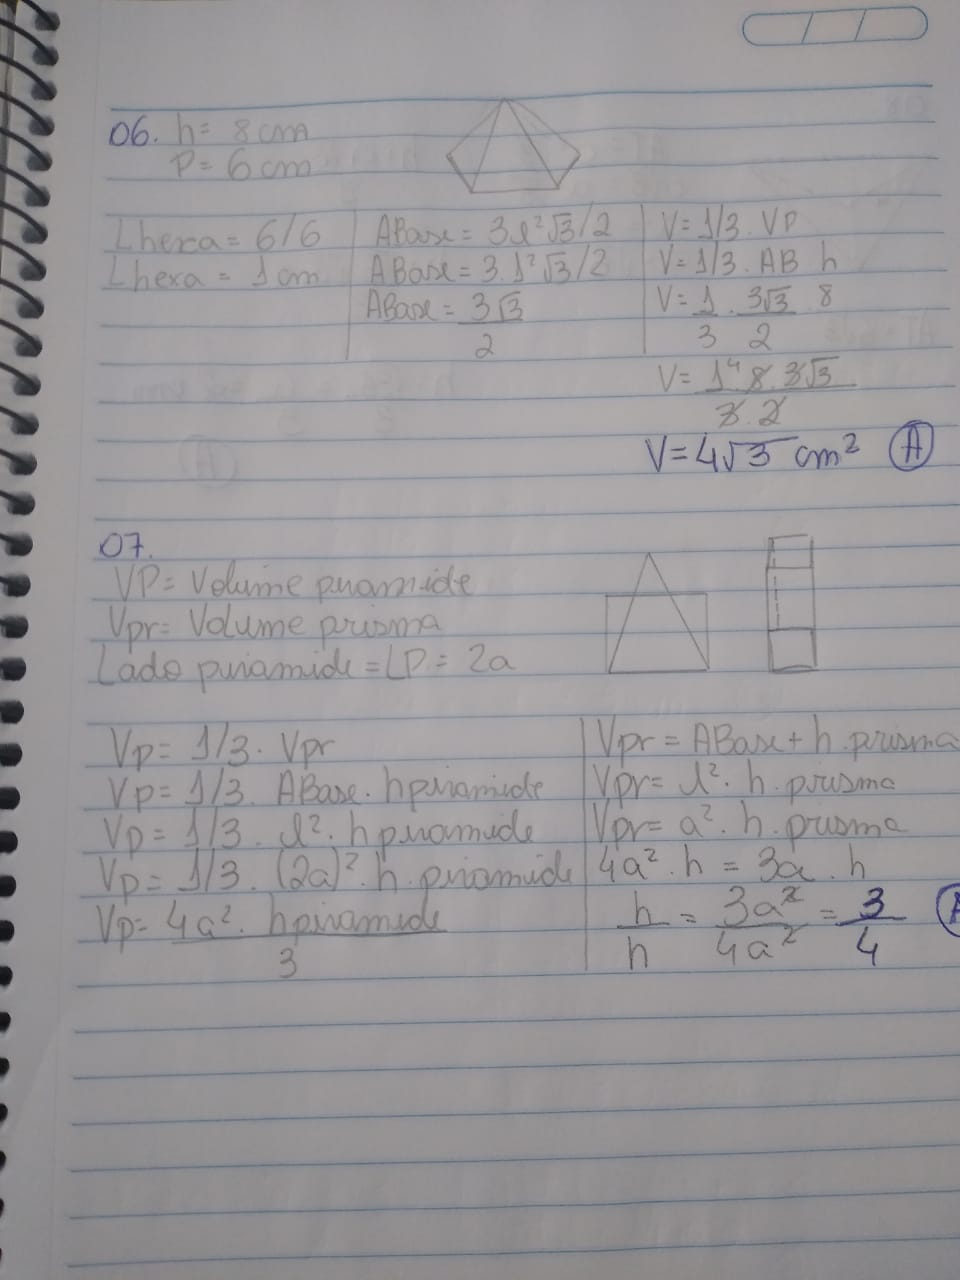 06. h= 8cm
P= 6cm
Lhexa = 6/6
Lhexa = 1cm
ABase = 3l²√3/2
ABase = 3.1²√3/2
ABase = 3√3
2
V= 1/3 . VP
V= 1/3 . AB h
V= 1 . 3√3 8
3 2
V= 1⁴ 8. 3√3
3. 2
V= 4√3 cm² A
07.
VP= Volume piramide
Vpr= Volume prisma
Lado piramide = LP= 2a
Vp= 1/3. Vpr
Vp= 1/3. ABase. hpiramide
Vp= 1/3. l². hpiramide
Vp= 1/3. (2a)². h.piramide
Vp= 4a². hpiramide
3
Vpr = ABase + h.prisma
Vpr= l². h.prisma
Vpr= a². h.prisma
4a².h = 3a.h
h = 3a² = 3 A
h 4a² 4